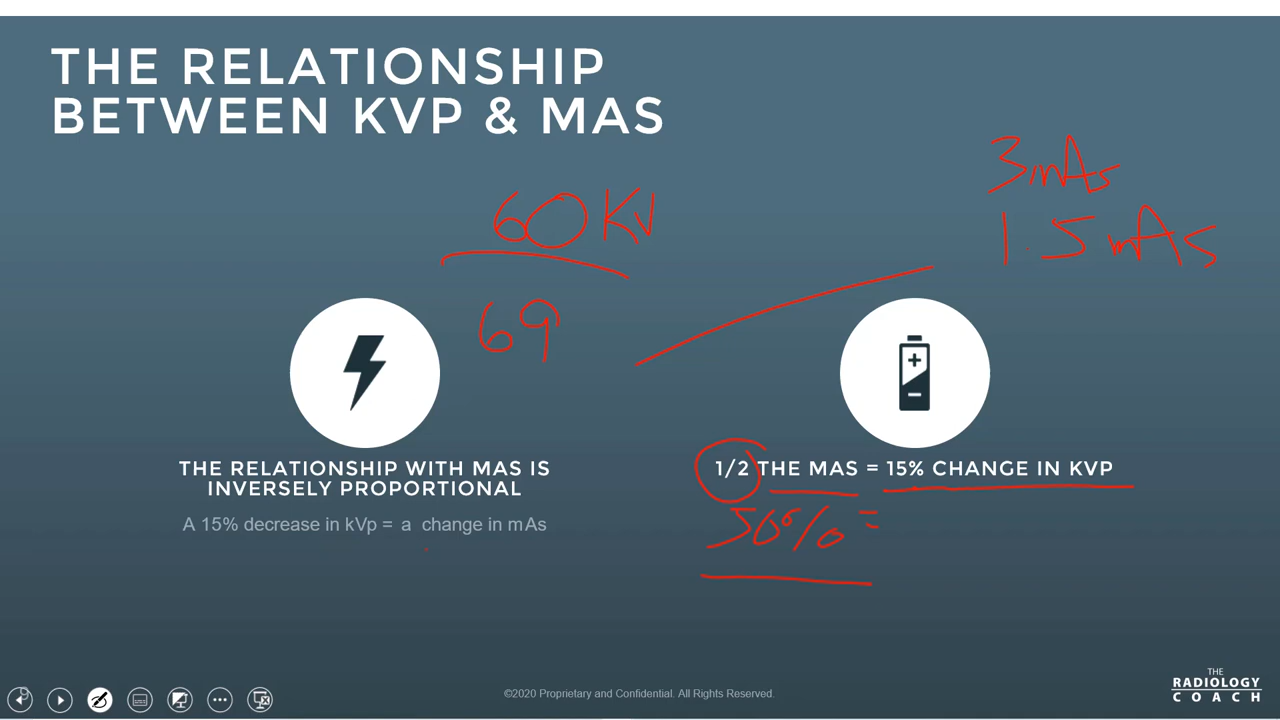 THE RELATIONSHIP
BETWEEN KVP & MAS
3mAs
1.5 mAs
60 KV
69
THE RELATIONSHIP WITH MAS IS
INVERSELY PROPORTIONAL
A 15% decrease in kVp = a  change in mAs
1/2 THE MAS = 15% CHANGE IN KVP
50% =
©2020 Proprietary and Confidential. All Rights Reserved.
THE
RADIOLOGY
COACH